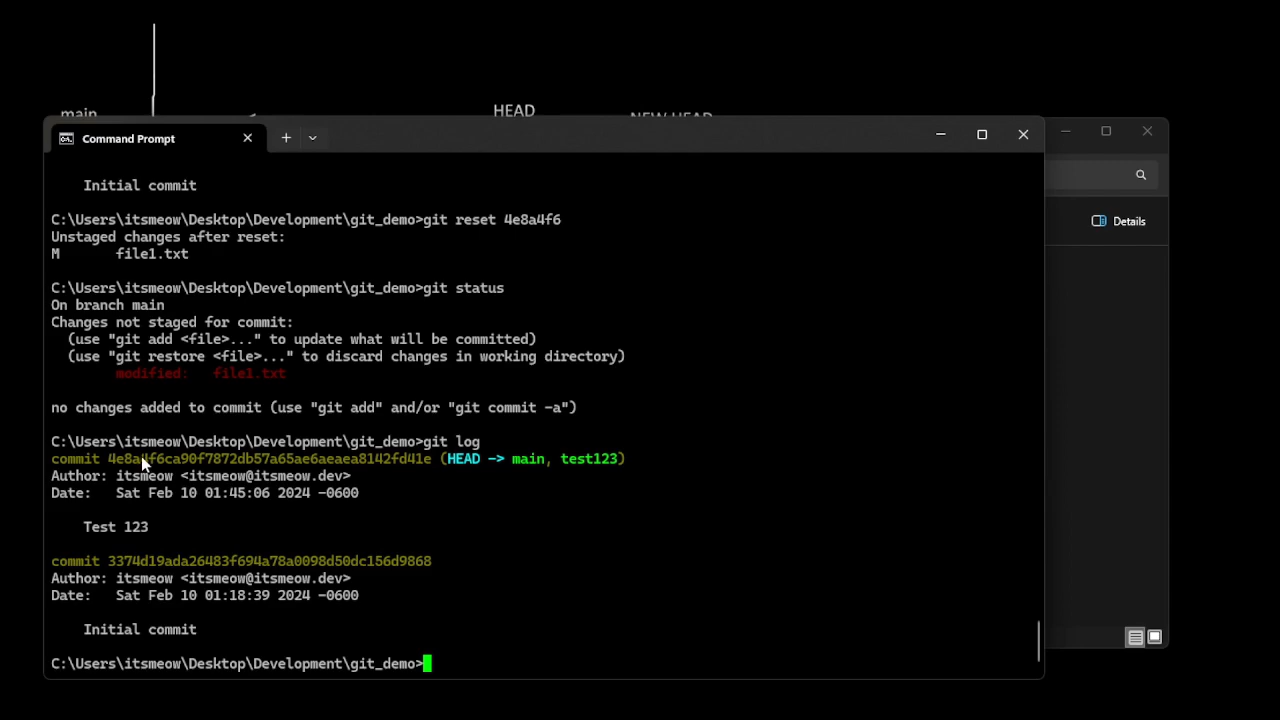 main
HEAD
NEW HEAD
Command Prompt
Details
Initial commit
C:\Users\itsmeow\Desktop\Development\git_demo>git reset 4e8a4f6
Unstaged changes after reset:
M       file1.txt
C:\Users\itsmeow\Desktop\Development\git_demo>git status
On branch main
Changes not staged for commit:
(use "git add <file>..." to update what will be committed)
(use "git restore <file>..." to discard changes in working directory)
modified:   file1.txt
no changes added to commit (use "git add" and/or "git commit -a")
C:\Users\itsmeow\Desktop\Development\git_demo>git log
commit 4e8a4f6ca90f7872db57a65ae6aeaea8142fd41e (HEAD -> main, test123)
Author: itsmeow <itsmeow@itsmeow.dev>
Date:   Sat Feb 10 01:45:06 2024 -0600
Test 123
commit 3374d19ada26483f694a78a0098d50dc156d9868
Author: itsmeow <itsmeow@itsmeow.dev>
Date:   Sat Feb 10 01:18:39 2024 -0600
Initial commit
C:\Users\itsmeow\Desktop\Development\git_demo>